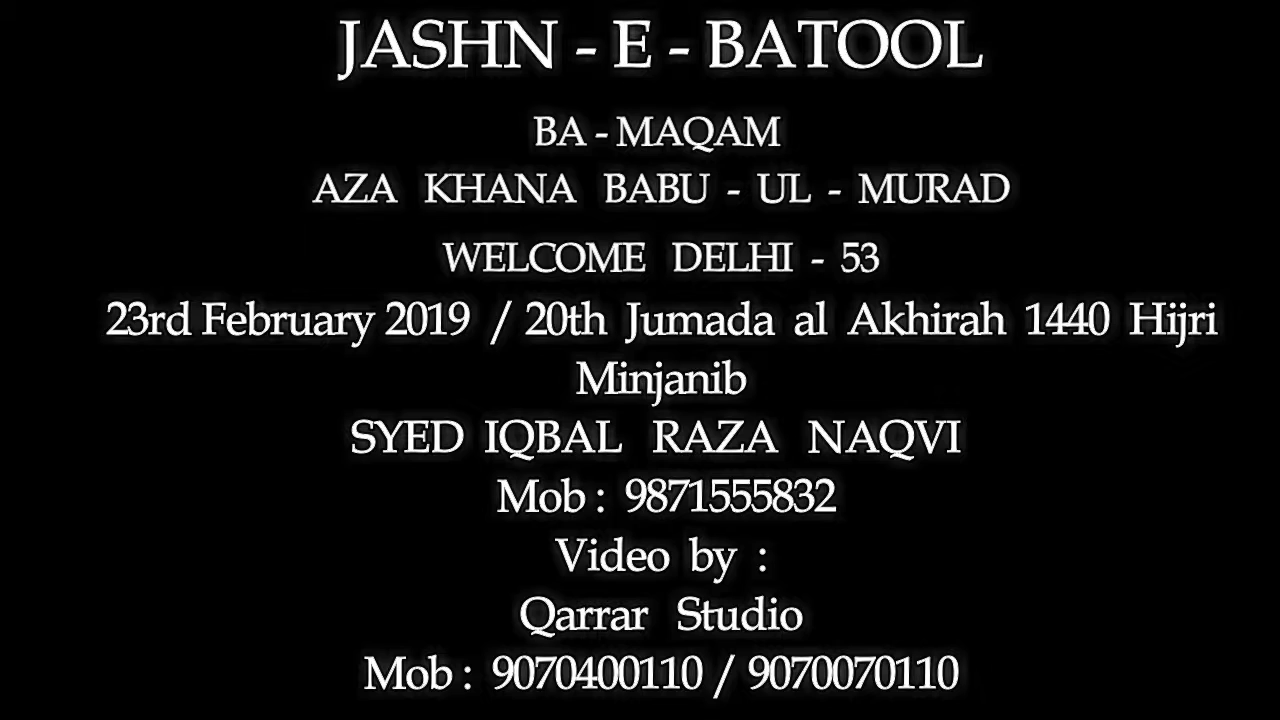 JASHN - E - BATOOL
BA - MAQAM
AZA KHANA BABU - UL - MURAD
WELCOME DELHI - 53
23rd February 2019 / 20th Jumada al Akhirah 1440 Hijri
Minjanib
SYED IQBAL RAZA NAQVI
Mob : 9871555832
Video by :
Qarrar Studio
Mob : 9070400110 / 9070070110